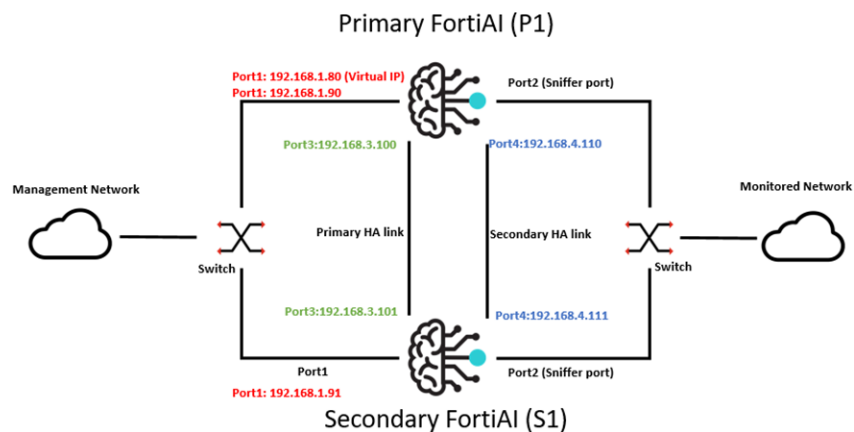 Primary FortiAI (P1)
Port1: 192.168.1.80 (Virtual IP)
Port1: 192.168.1.90
Port2 (Sniffer port)
Port3:192.168.3.100
Port4:192.168.4.110
Management Network
Monitored Network
Primary HA link
Secondary HA link
Switch
Switch
Port3:192.168.3.101
Port4:192.168.4.111
Port1
Port2 (Sniffer port)
Port1: 192.168.1.91
Secondary FortiAI (S1)